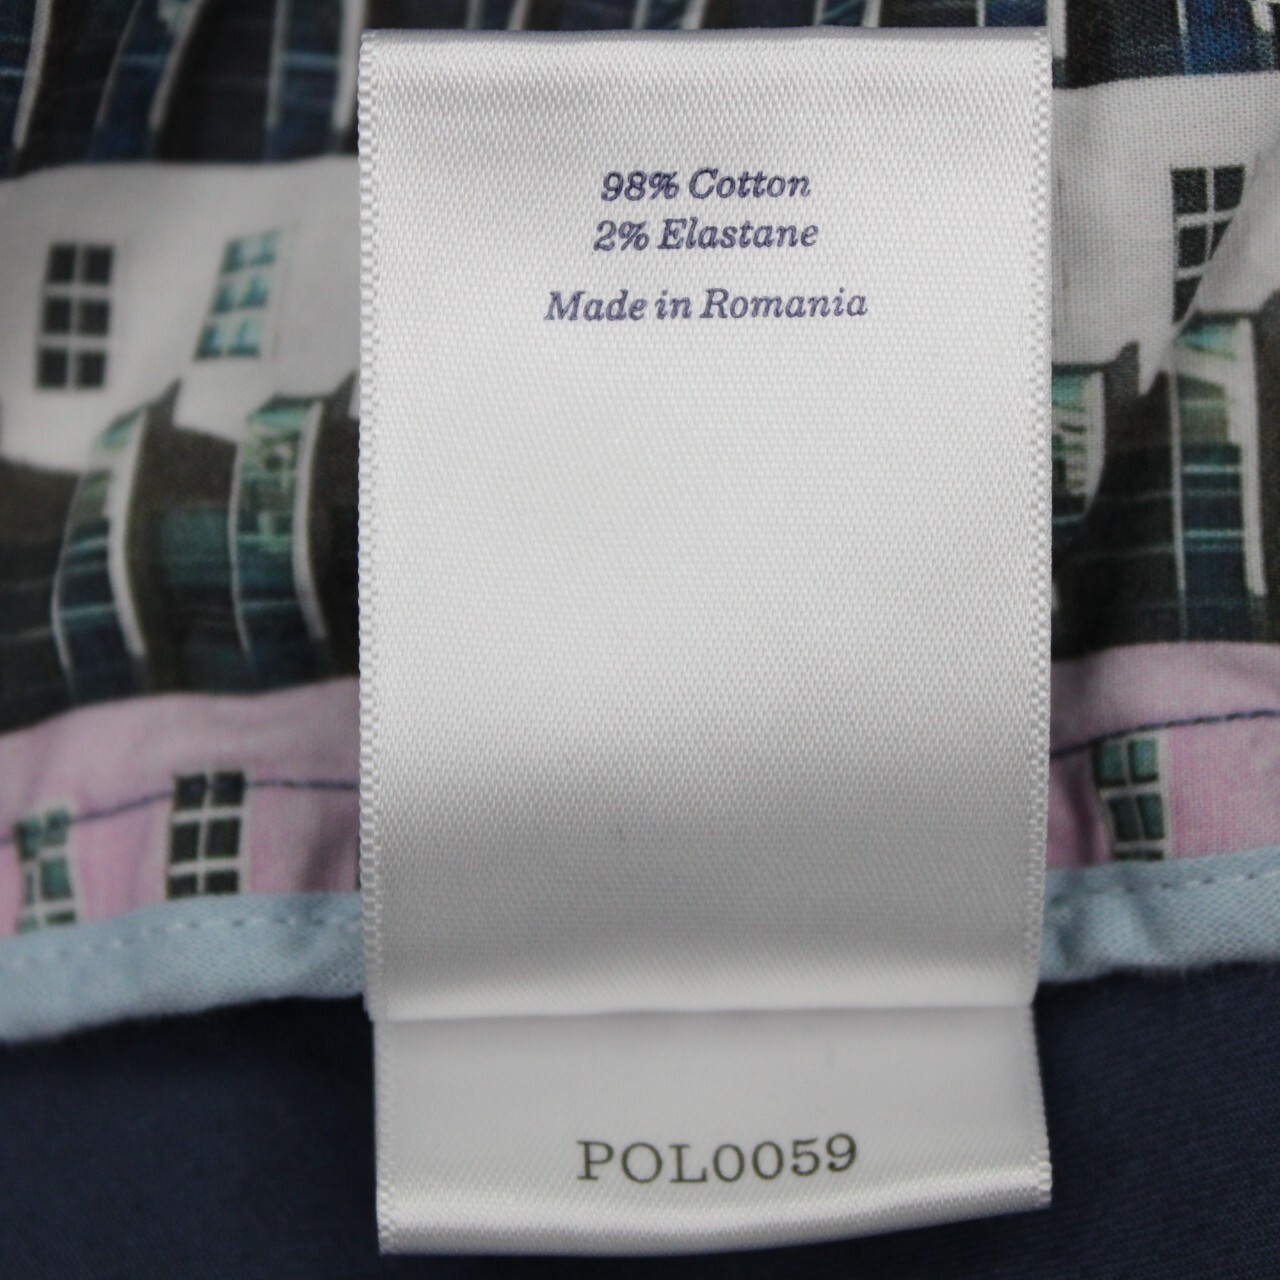 98% Cotton
2% Elastane
Made in Romania
POL0059